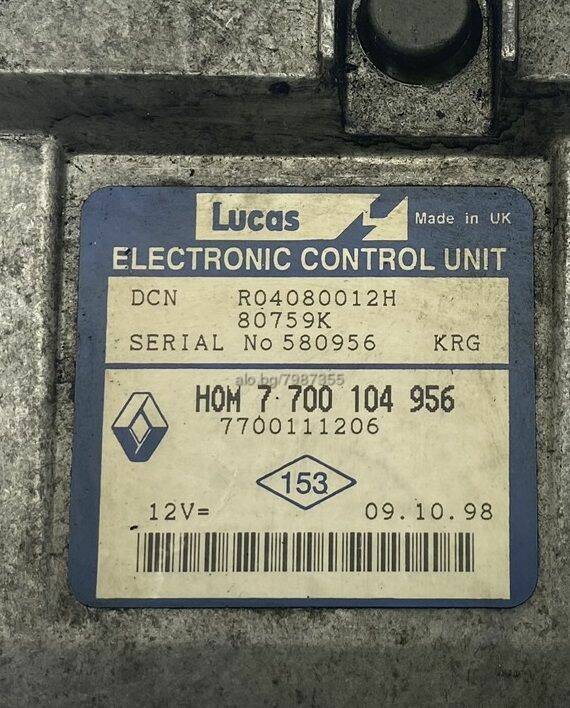 Lucas
Made in UK
ELECTRONIC CONTROL UNIT
DCN R04080012H
80759K
SERIAL No 580956 KRG
alo.bg/7987355
HOM 7 700 104 956
7700111206
153
12V= 09.10.98